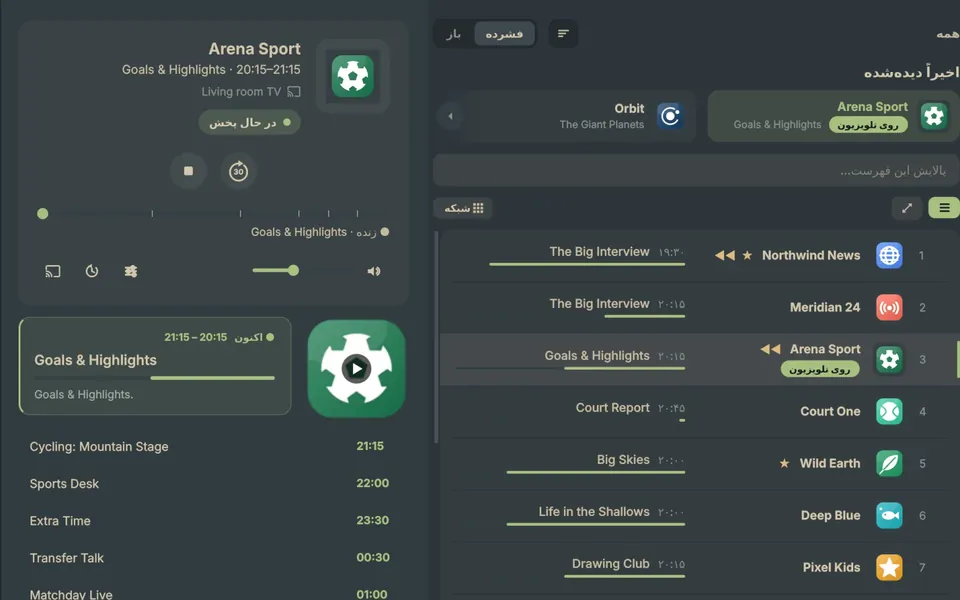 همه
فشرده
باز
اخیراً دیده‌شده
Arena Sport
Goals & Highlights
روی تلویزیون
Orbit
The Giant Planets
پالایش این فهرست...
شبکه
1
Northwind News
۱۹:۳۰
The Big Interview
2
Meridian 24
۲۰:۱۵
The Big Interview
3
Arena Sport
روی تلویزیون
۲۰:۱۵
Goals & Highlights
4
Court One
۲۰:۴۵
Court Report
5
Wild Earth
۲۰:۰۰
Big Skies
6
Deep Blue
۲۰:۰۰
Life in the Shallows
7
Pixel Kids
۲۰:۱۵
Drawing Club
Arena Sport
Goals & Highlights · 20:15–21:15
Living room TV
در حال پخش
30
زنده · Goals & Highlights
اکنون 20:15 – 21:15
Goals & Highlights
Goals & Highlights.
Cycling: Mountain Stage 21:15
Sports Desk 22:00
Extra Time 23:30
Transfer Talk 00:30
Matchday Live 01:00